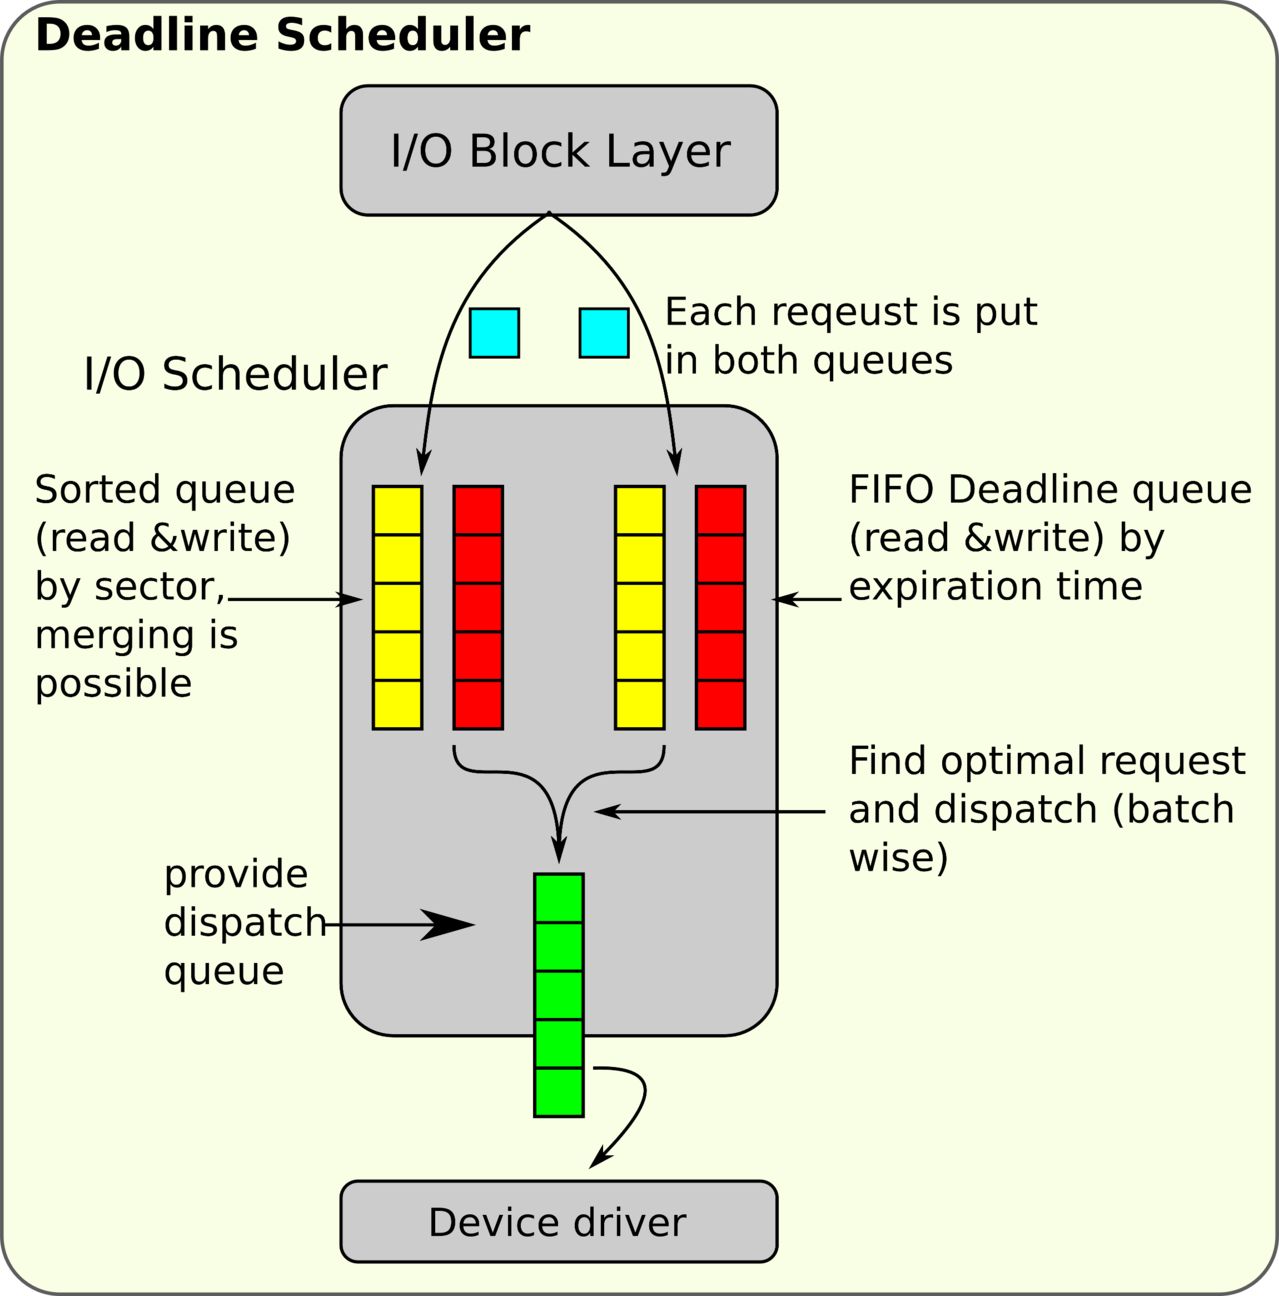 Deadline Scheduler
I/O Block Layer
Each reqeust is put
in both queues
I/O Scheduler
Sorted queue
(read &write)
by sector,
merging is
possible
FIFO Deadline queue
(read &write) by
expiration time
Find optimal request
and dispatch (batch
wise)
provide
dispatch
queue
Device driver